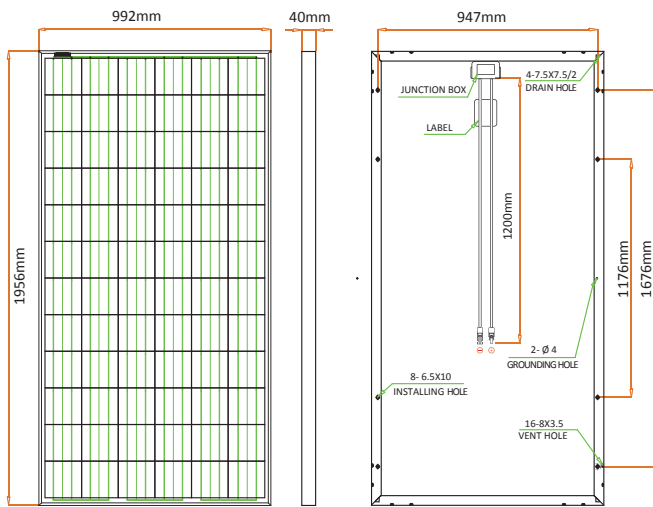 992mm
40mm
947mm
4-7.5X7.5/2
DRAIN HOLE
JUNCTION BOX
LABEL
1956mm
1200mm
1176mm
1676mm
2- Ø 4
GROUNDING HOLE
8- 6.5X10
INSTALLING HOLE
16-8X3.5
VENT HOLE